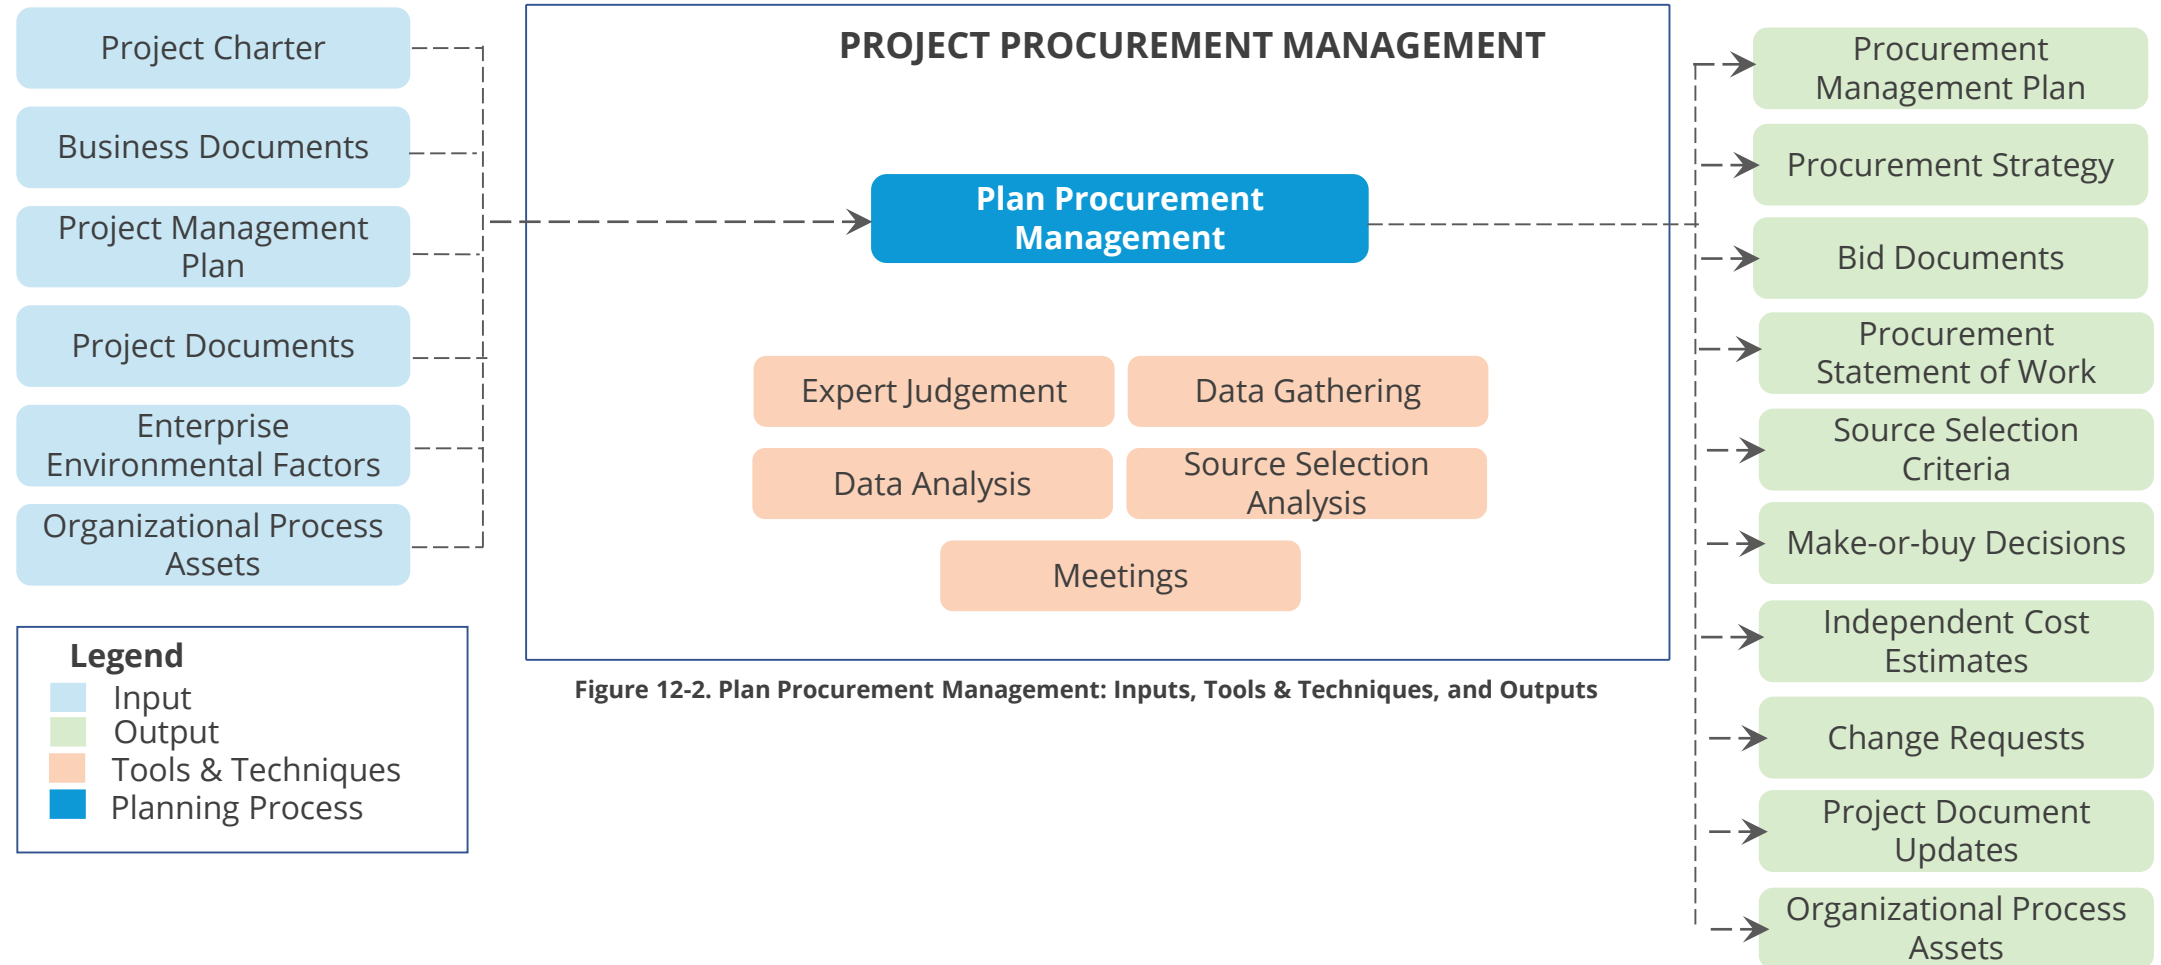 Project Charter
Business Documents
Project Management
Plan
Project Documents
Enterprise
Environmental Factors
Organizational Process
Assets
Legend
Input
Output
Tools & Techniques
Planning Process
PROJECT PROCUREMENT MANAGEMENT
Plan Procurement
Management
Expert Judgement
Data Gathering
Data Analysis
Source Selection
Analysis
Meetings
Figure 12-2. Plan Procurement Management: Inputs, Tools & Techniques, and Outputs
Procurement
Management Plan
Procurement Strategy
Bid Documents
Procurement
Statement of Work
Source Selection
Criteria
Make-or-buy Decisions
Independent Cost
Estimates
Change Requests
Project Document
Updates
Organizational Process
Assets